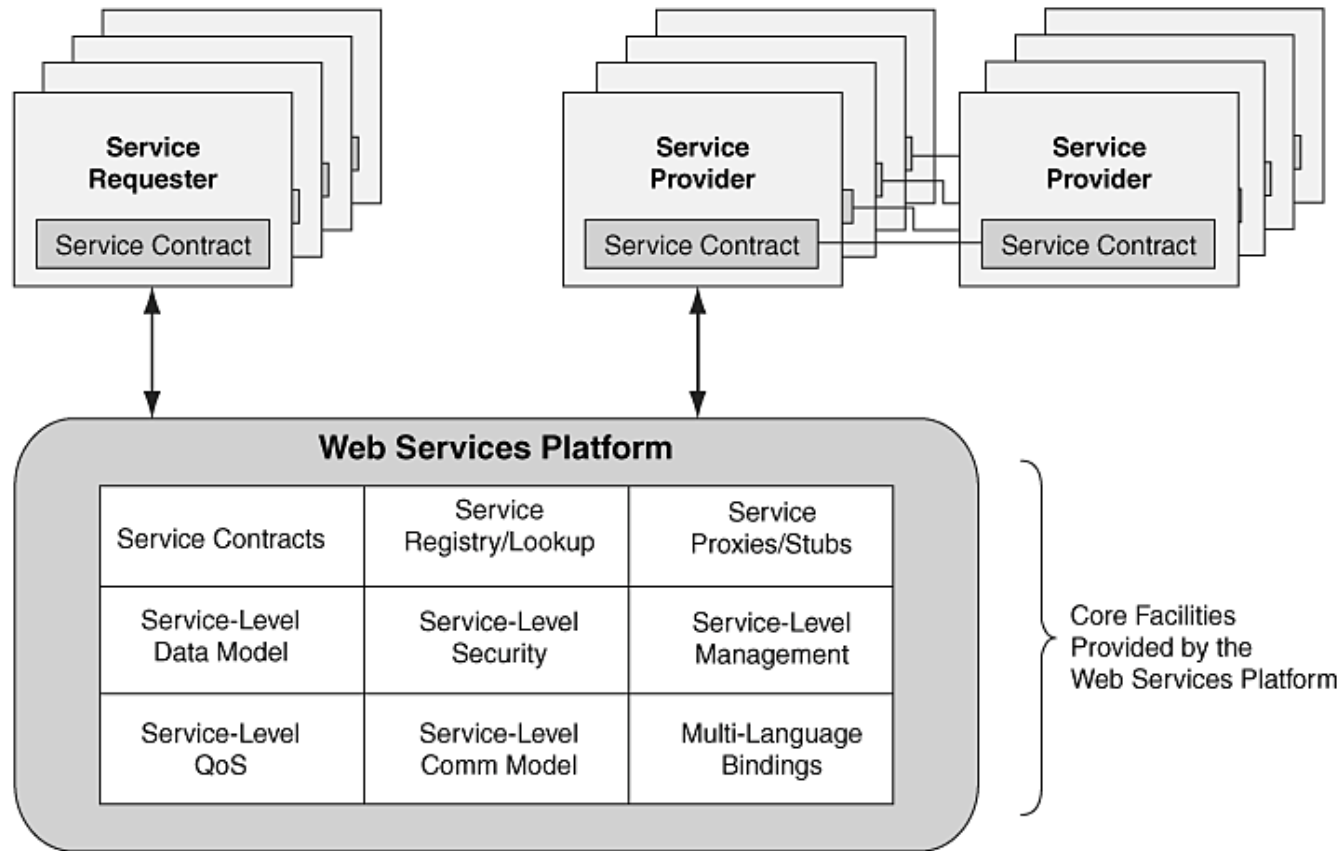 Service
Requester
Service Contract
Service
Provider
Service Contract
Service
Provider
Service Contract
Web Services Platform
Service Contracts
Service
Registry/Lookup
Service
Proxies/Stubs
Service-Level
Data Model
Service-Level
Security
Service-Level
Management
Service-Level
QoS
Service-Level
Comm Model
Multi-Language
Bindings
Core Facilities
Provided by the
Web Services Platform